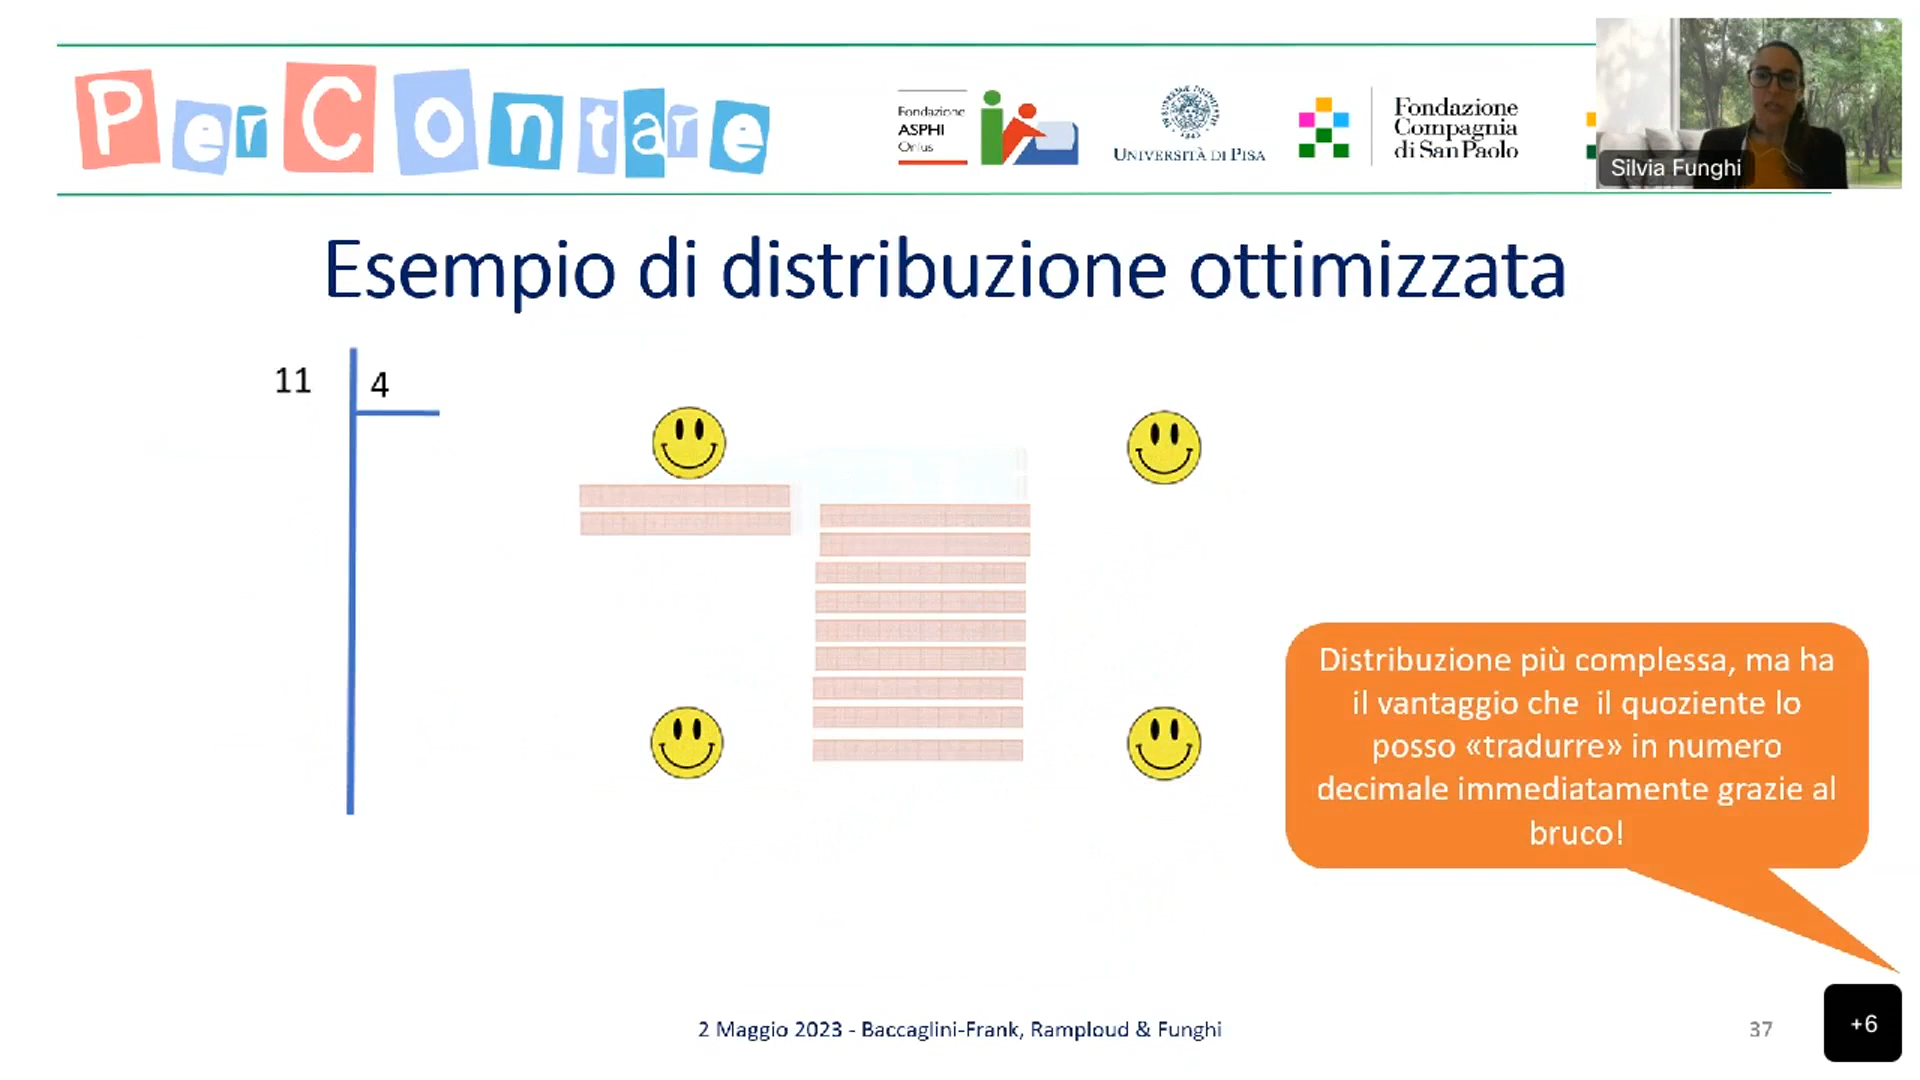 PerContare
Fondazione
ASPHI
Onlus
UNIVERSITÀ DI PISA
Fondazione
Compagnia
di San Paolo
Silvia Funghi
Esempio di distribuzione ottimizzata
11 4
Distribuzione più complessa, ma ha
il vantaggio che il quoziente lo
posso «tradurre» in numero
decimale immediatamente grazie al
bruco!
2 Maggio 2023 - Baccaglini-Frank, Ramploud & Funghi
37
+6